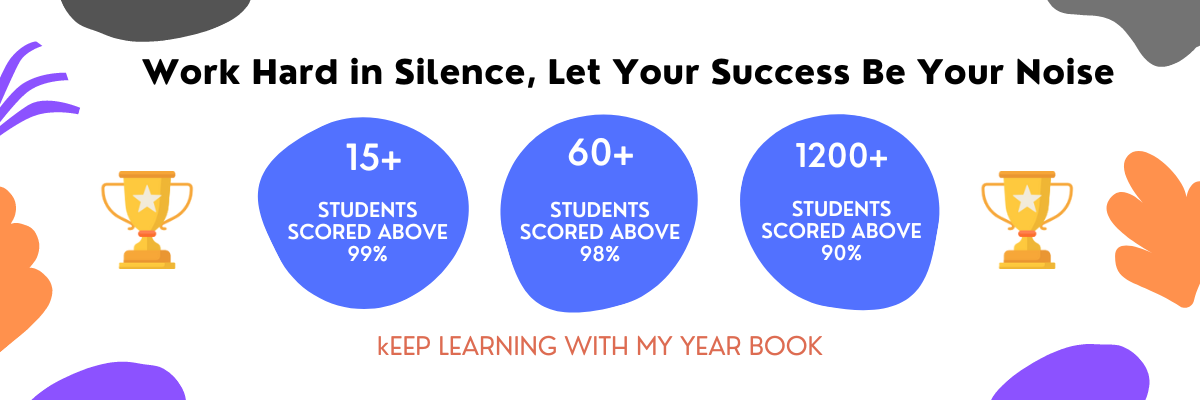 Work Hard in Silence, Let Your Success Be Your Noise
15+
STUDENTS
SCORED ABOVE
99%
60+
STUDENTS
SCORED ABOVE
98%
1200+
STUDENTS
SCORED ABOVE
90%
kEEP LEARNING WITH MY YEAR BOOK